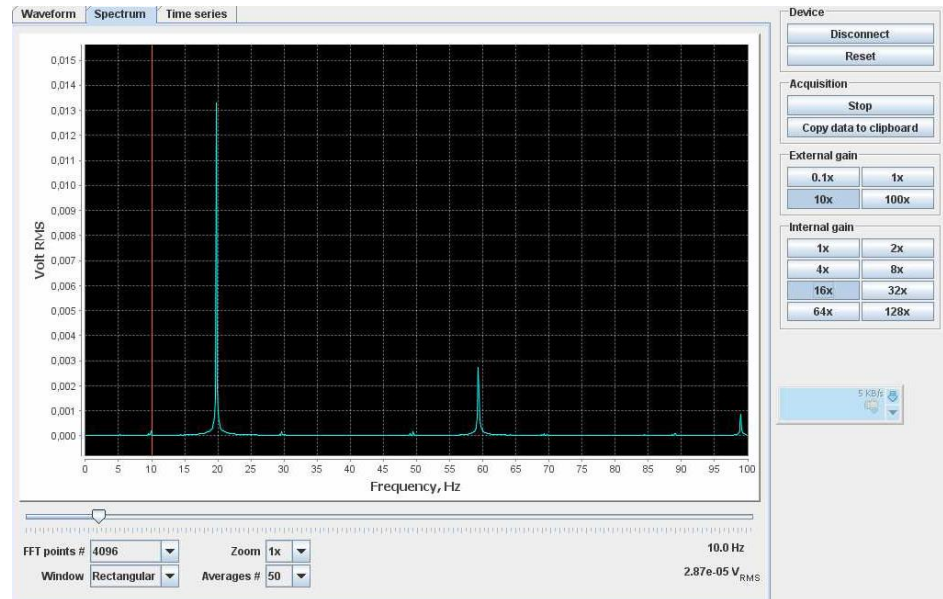 Waveform Spectrum Time series
0,015
0,014
0,013
0,012
0,011
0,010
0,009
0,008
0,007
0,006
0,005
0,004
0,003
0,002
0,001
0,000
Volt RMS
0 5 10 15 20 25 30 35 40 45 50 55 60 65 70 75 80 85 90 95 100
Frequency, Hz
FFT points # 4096 Zoom 1x 10.0 Hz
Window Rectangular Averages # 50 2.87e-05 VRMS
Device
Disconnect
Reset
Acquisition
Stop
Copy data to clipboard
External gain
0.1x 1x
10x 100x
Internal gain
1x 2x
4x 8x
16x 32x
64x 128x
5 KB/s